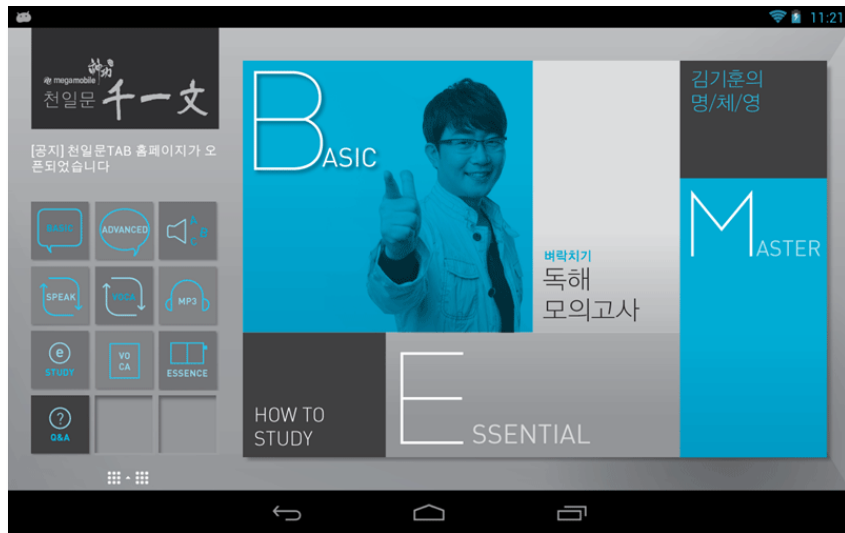 11:21
megamobile
천일문
千一文
[공지] 천일문TAB 홈페이지가 오
픈되었습니다
BASIC
ADVANCED
A
B
C
SPEAK
VOCA
MP3
e
STUDY
VO
CA
ESSENCE
?
Q&A
BASIC
벼락치기
독해
모의고사
김기훈의
명/체/영
MASTER
HOW TO
STUDY
ESSENTIAL